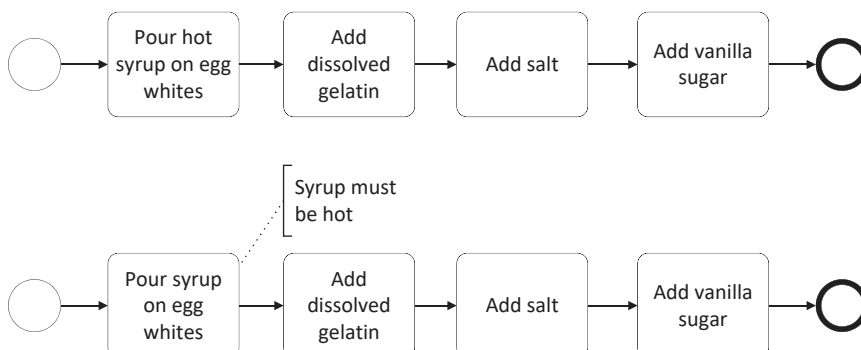 Pour hot
syrup on egg
whites
Add
dissolved
gelatin
Add salt
Add vanilla
sugar
Syrup must
be hot
Pour syrup
on egg
whites
Add
dissolved
gelatin
Add salt
Add vanilla
sugar